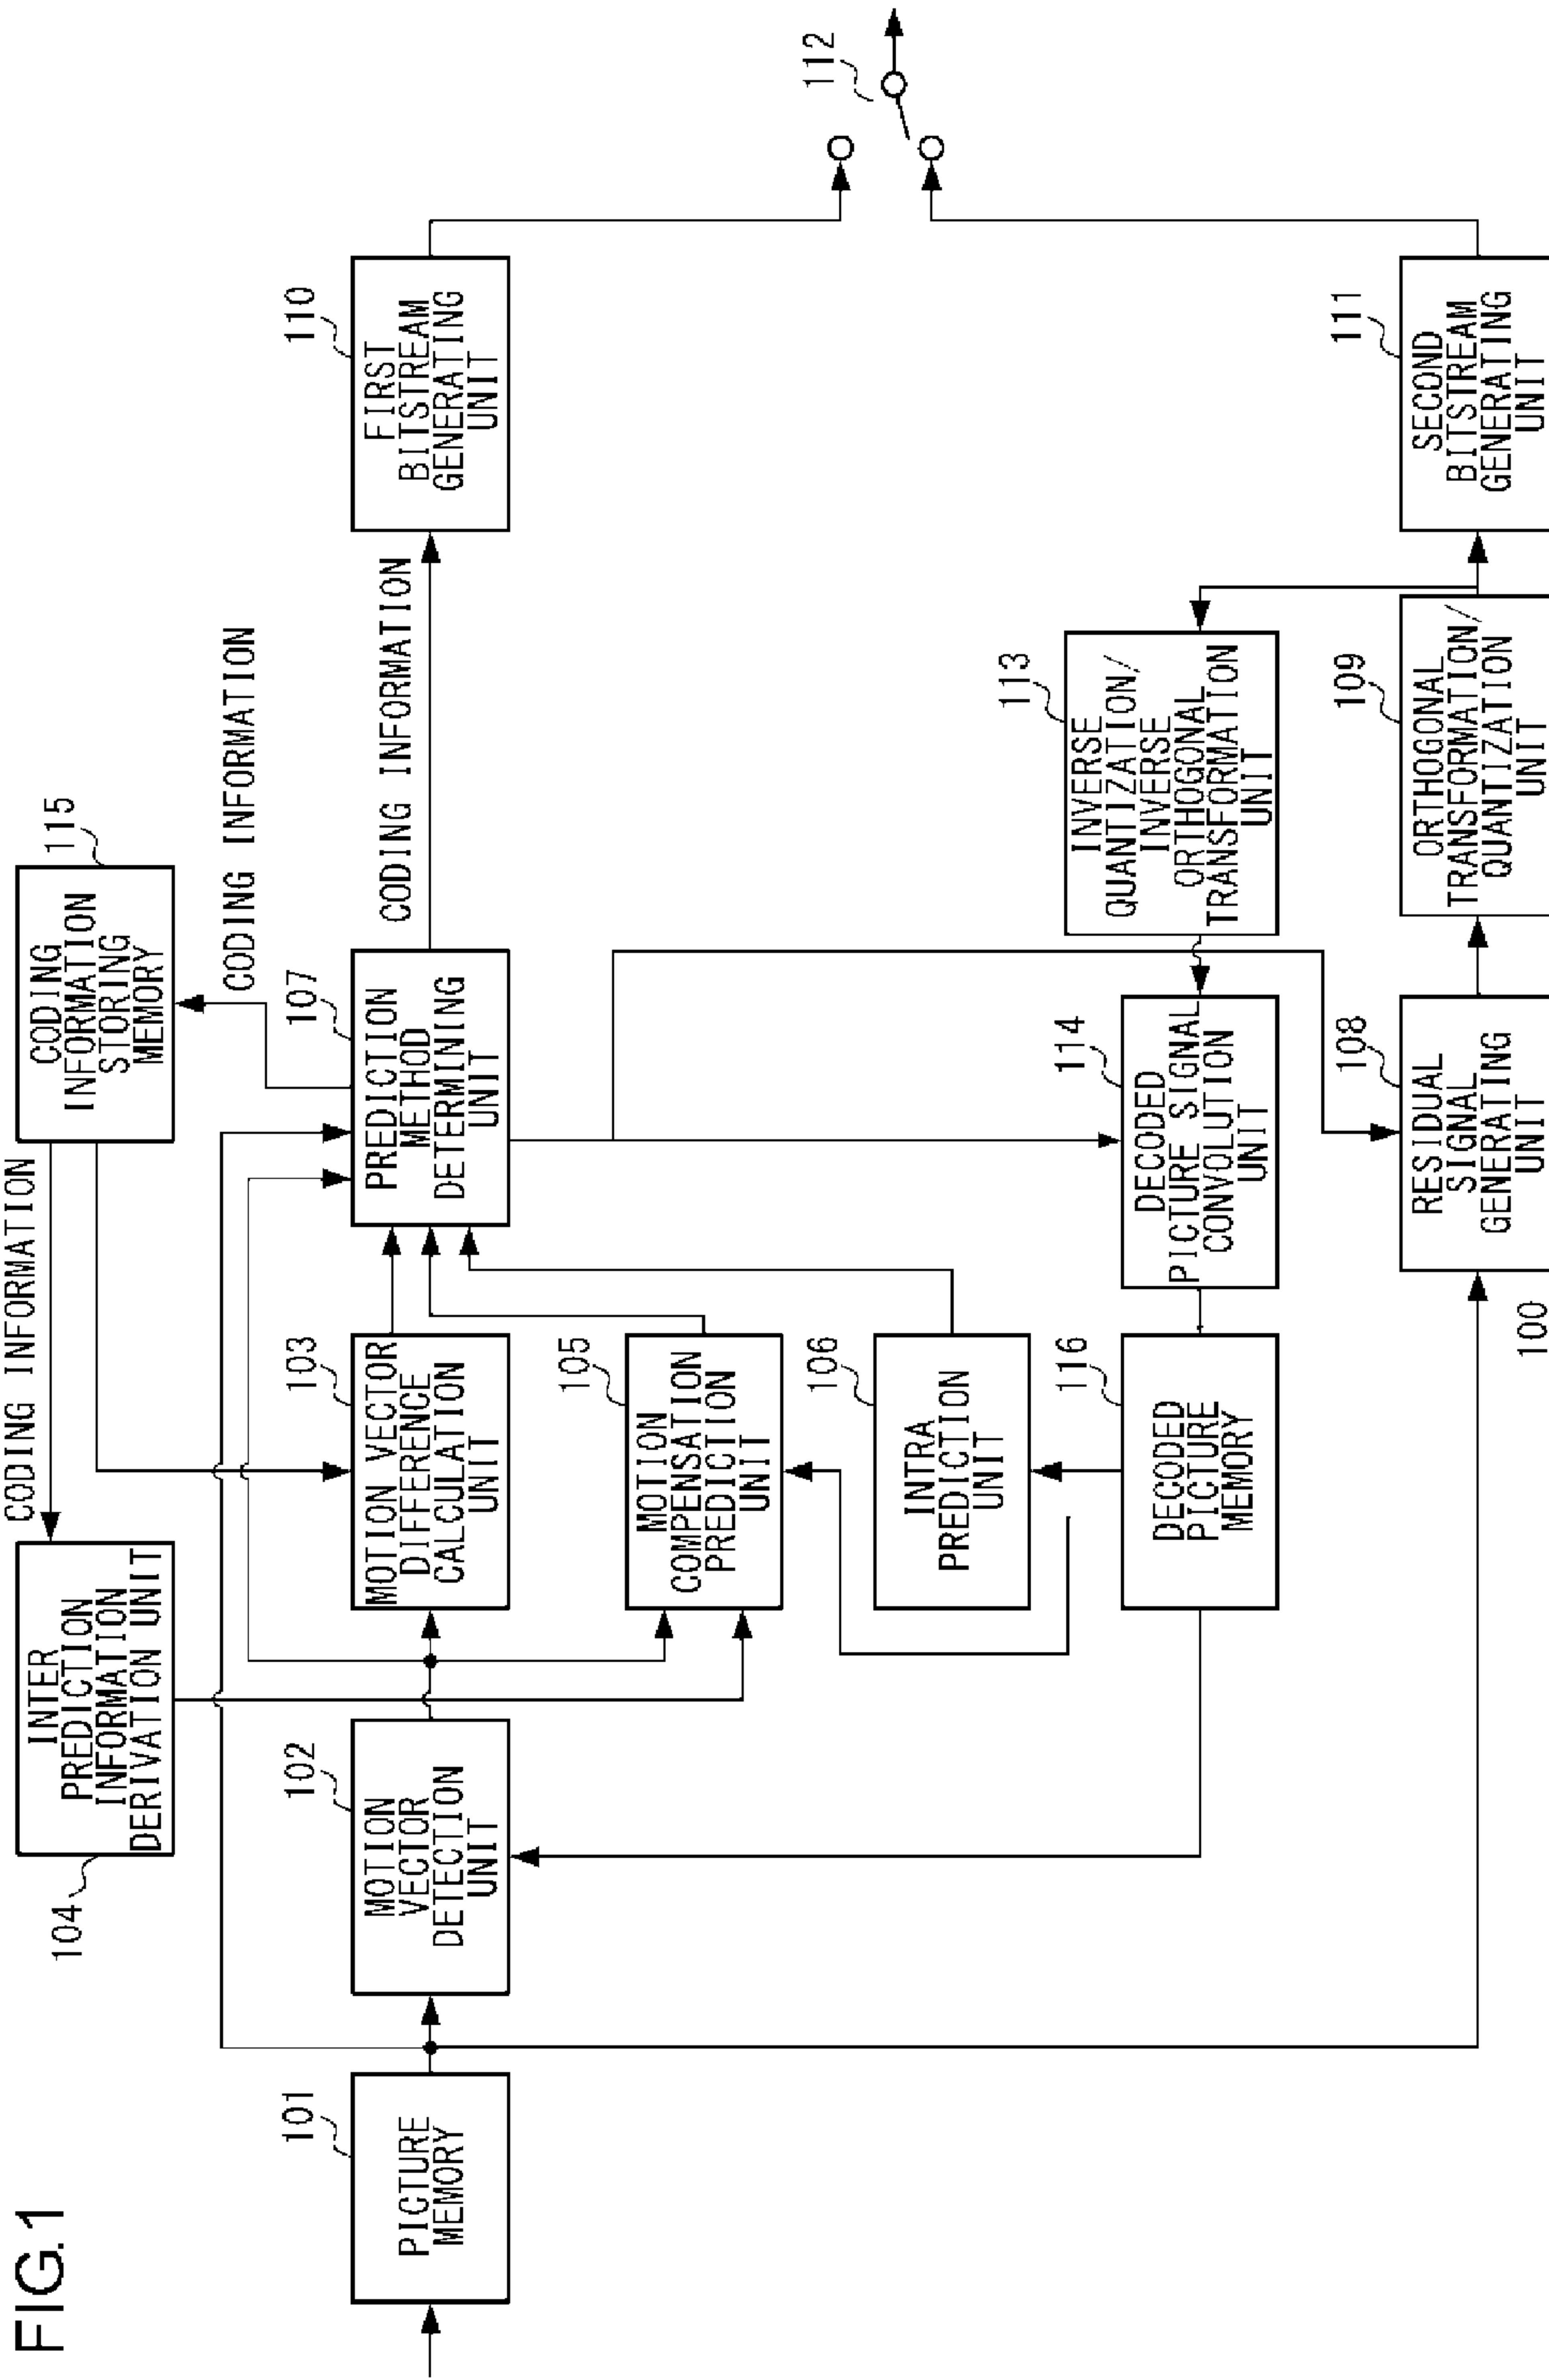 FIG.1
104
INTER
PREDICTION
INFORMATION
DERIVATION UNIT
CODING INFORMATION
115
CODING
INFORMATION
STORING
MEMORY
CODING INFORMATION
101
PICTURE
MEMORY
102
MOTION
VECTOR
DETECTION
UNIT
103
MOTION VECTOR
DIFFERENCE
CALCULATION
UNIT
107
PREDICTION
METHOD
DETERMINING
UNIT
CODING INFORMATION
110
FIRST
BITSTREAM
GENERATING
UNIT
105
MOTION
COMPENSATION
PREDICTION
UNIT
106
INTRA
PREDICTION
UNIT
112
116
DECODED
PICTURE
MEMORY
114
DECODED
PICTURE SIGNAL
CONVOLUTION
UNIT
113
INVERSE
QUANTIZATION/
INVERSE
ORTHOGONAL
TRANSFORMATION
UNIT
108
RESIDUAL
SIGNAL
GENERATING
UNIT
109
ORTHOGONAL
TRANSFORMATION/
QUANTIZATION
UNIT
111
SECOND
BITSTREAM
GENERATING
UNIT
100